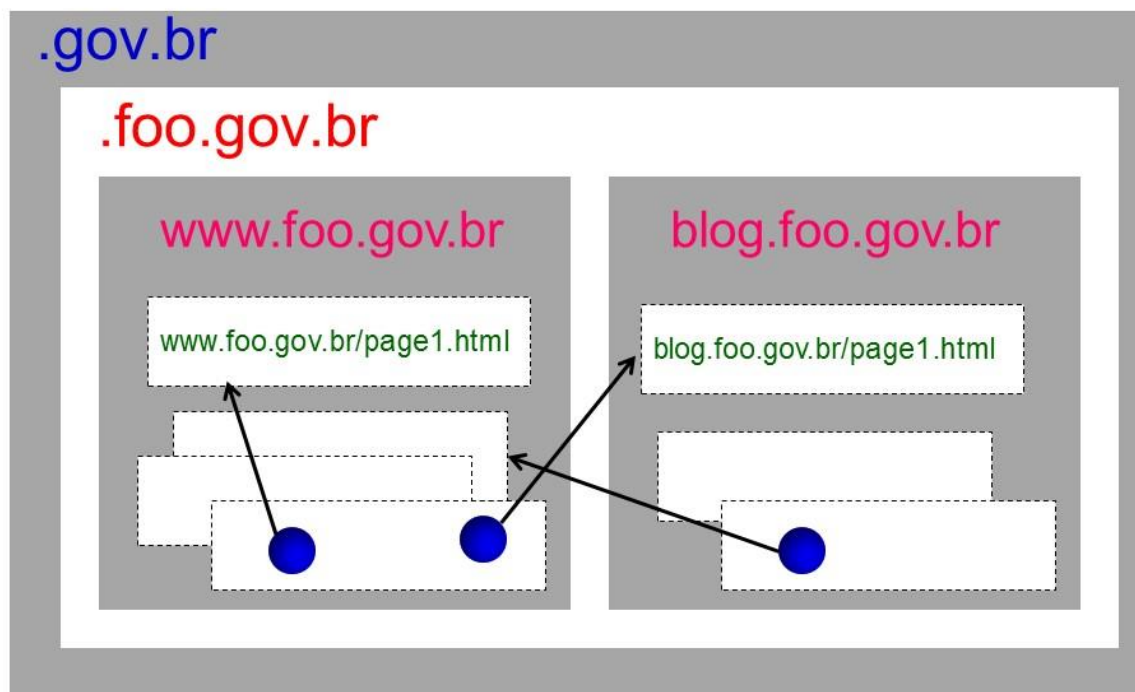 .gov.br
.foo.gov.br
www.foo.gov.br
blog.foo.gov.br
www.foo.gov.br/page1.html
blog.foo.gov.br/page1.html